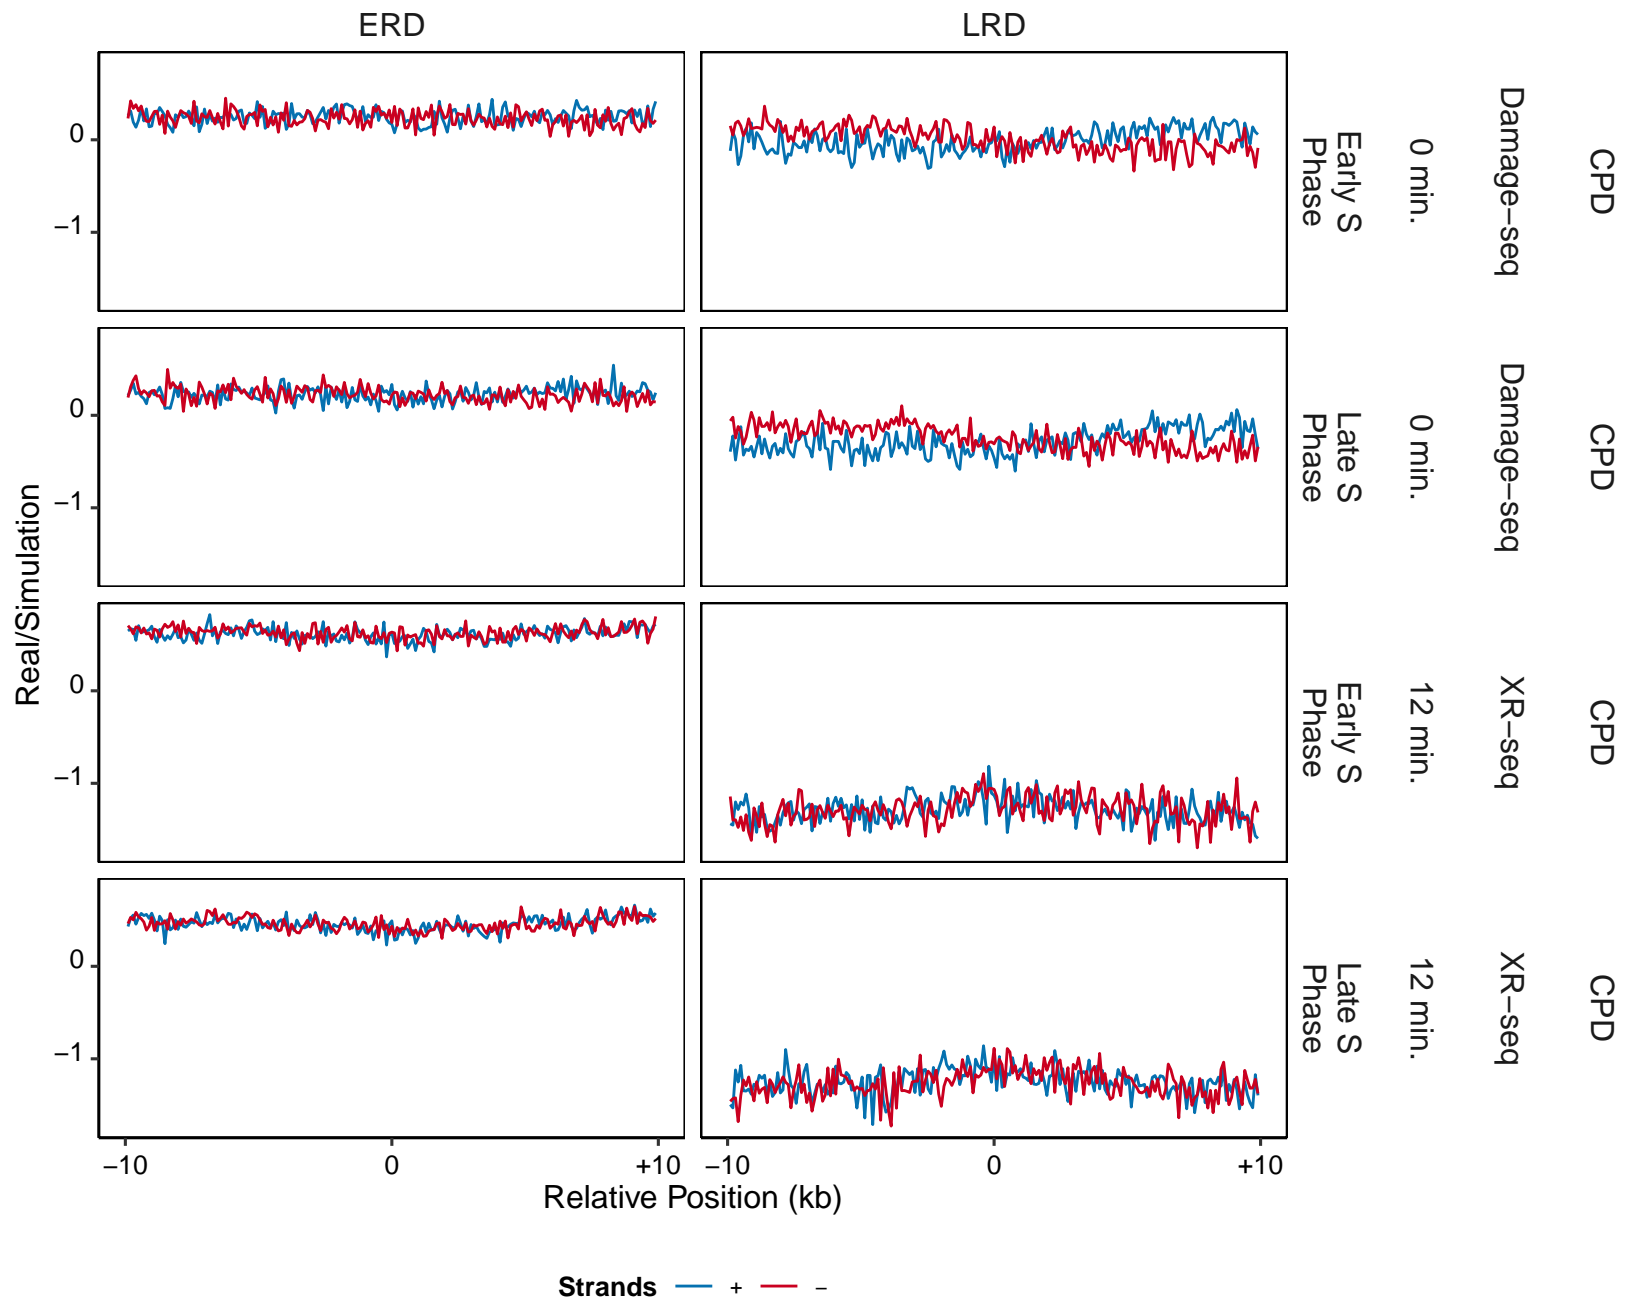 ERD LRD
0
−1
Early S
Phase
0 min.
Damage−seq
CPD
0
−1
Late S
Phase
0 min.
Damage−seq
CPD
Real/Simulation
0
−1
Early S
Phase
12 min.
XR−seq
CPD
0
−1
Late S
Phase
12 min.
XR−seq
CPD
−10 0 +10 −10 0 +10
Relative Position (kb)
Strands + −